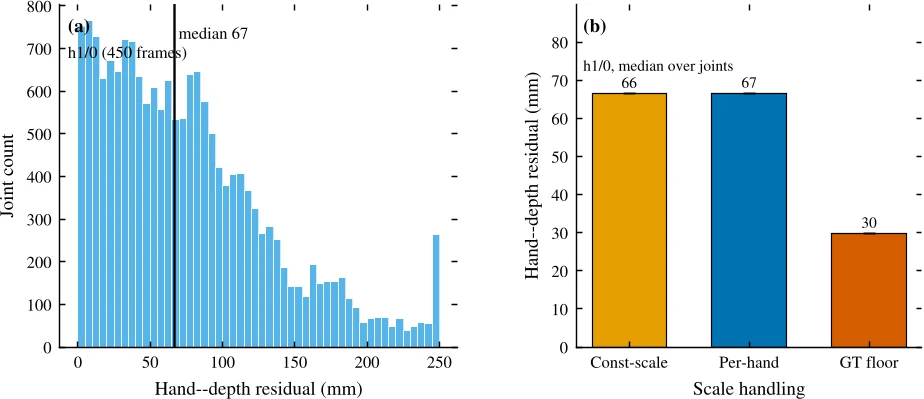 (a)
h1/0 (450 frames)
median 67
800
700
600
500
400
300
200
100
0
Joint count
0 50 100 150 200 250
Hand--depth residual (mm)
(b)
h1/0, median over joints
66 67 30
80
70
60
50
40
30
20
10
0
Hand--depth residual (mm)
Const-scale Per-hand GT floor
Scale handling